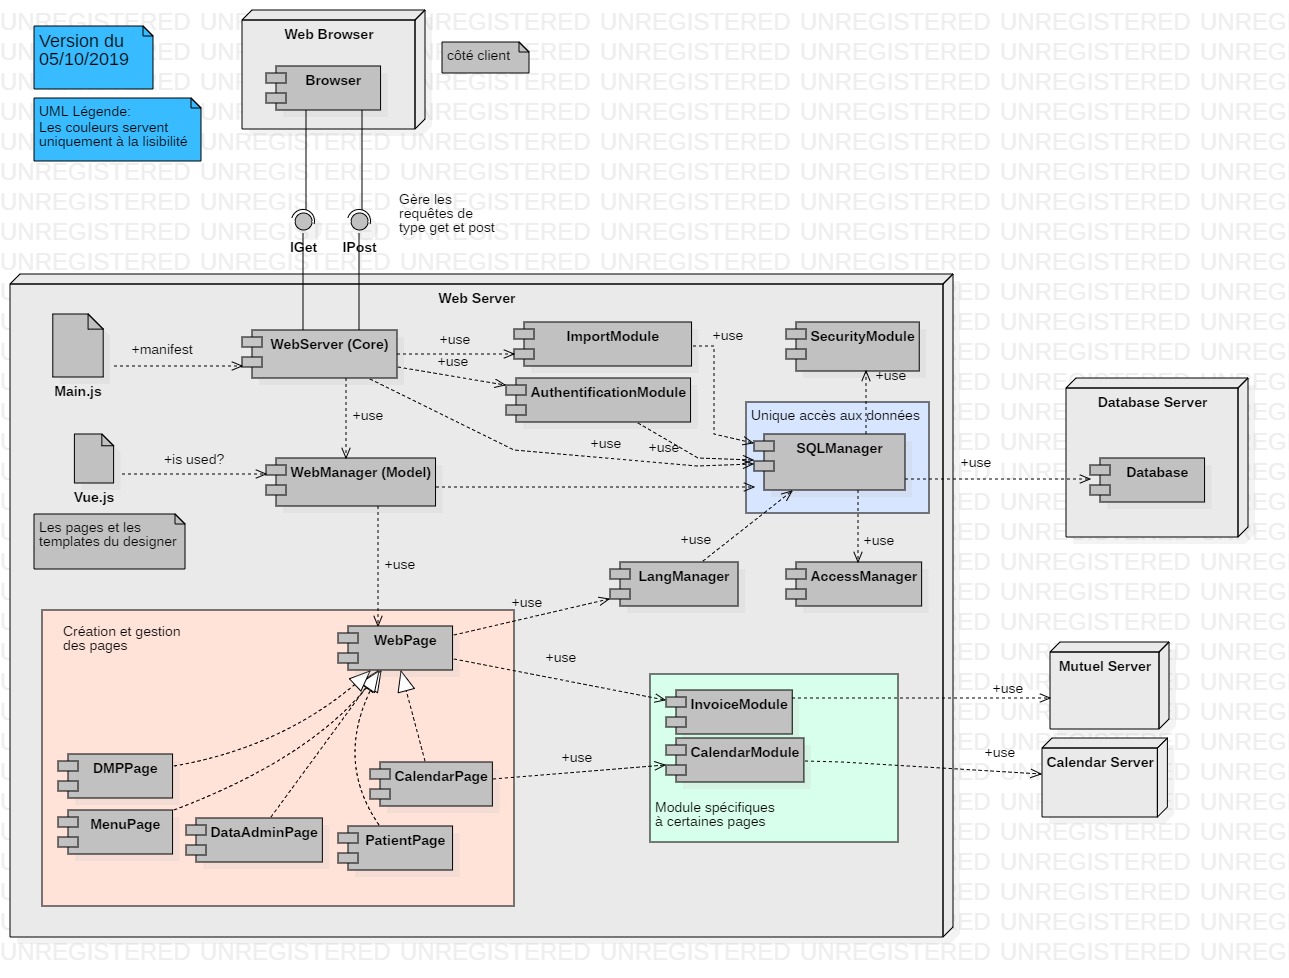 Version du
05/10/2019
UML Légende:
Les couleurs servent
uniquement à la lisibilité
Web Browser
Browser
côté client
Gère les
requêtes de
type get et post
IGet
IPost
Web Server
Main.js
+manifest
WebServer (Core)
+use
+use
ImportModule
+use
AuthentificationModule
SecurityModule
+use
Unique accès aux données
SQLManager
+use
+use
+use
Vue.js
+is used?
WebManager (Model)
Les pages et les
templates du designer
+use
Database Server
Database
+use
+use
LangManager
+use
AccessManager
+use
+use
Création et gestion
des pages
WebPage
+use
DMPPage
MenuPage
DataAdminPage
CalendarPage
PatientPage
+use
InvoiceModule
CalendarModule
Module spécifiques
à certaines pages
+use
Mutuel Server
+use
Calendar Server
UNREGISTERED